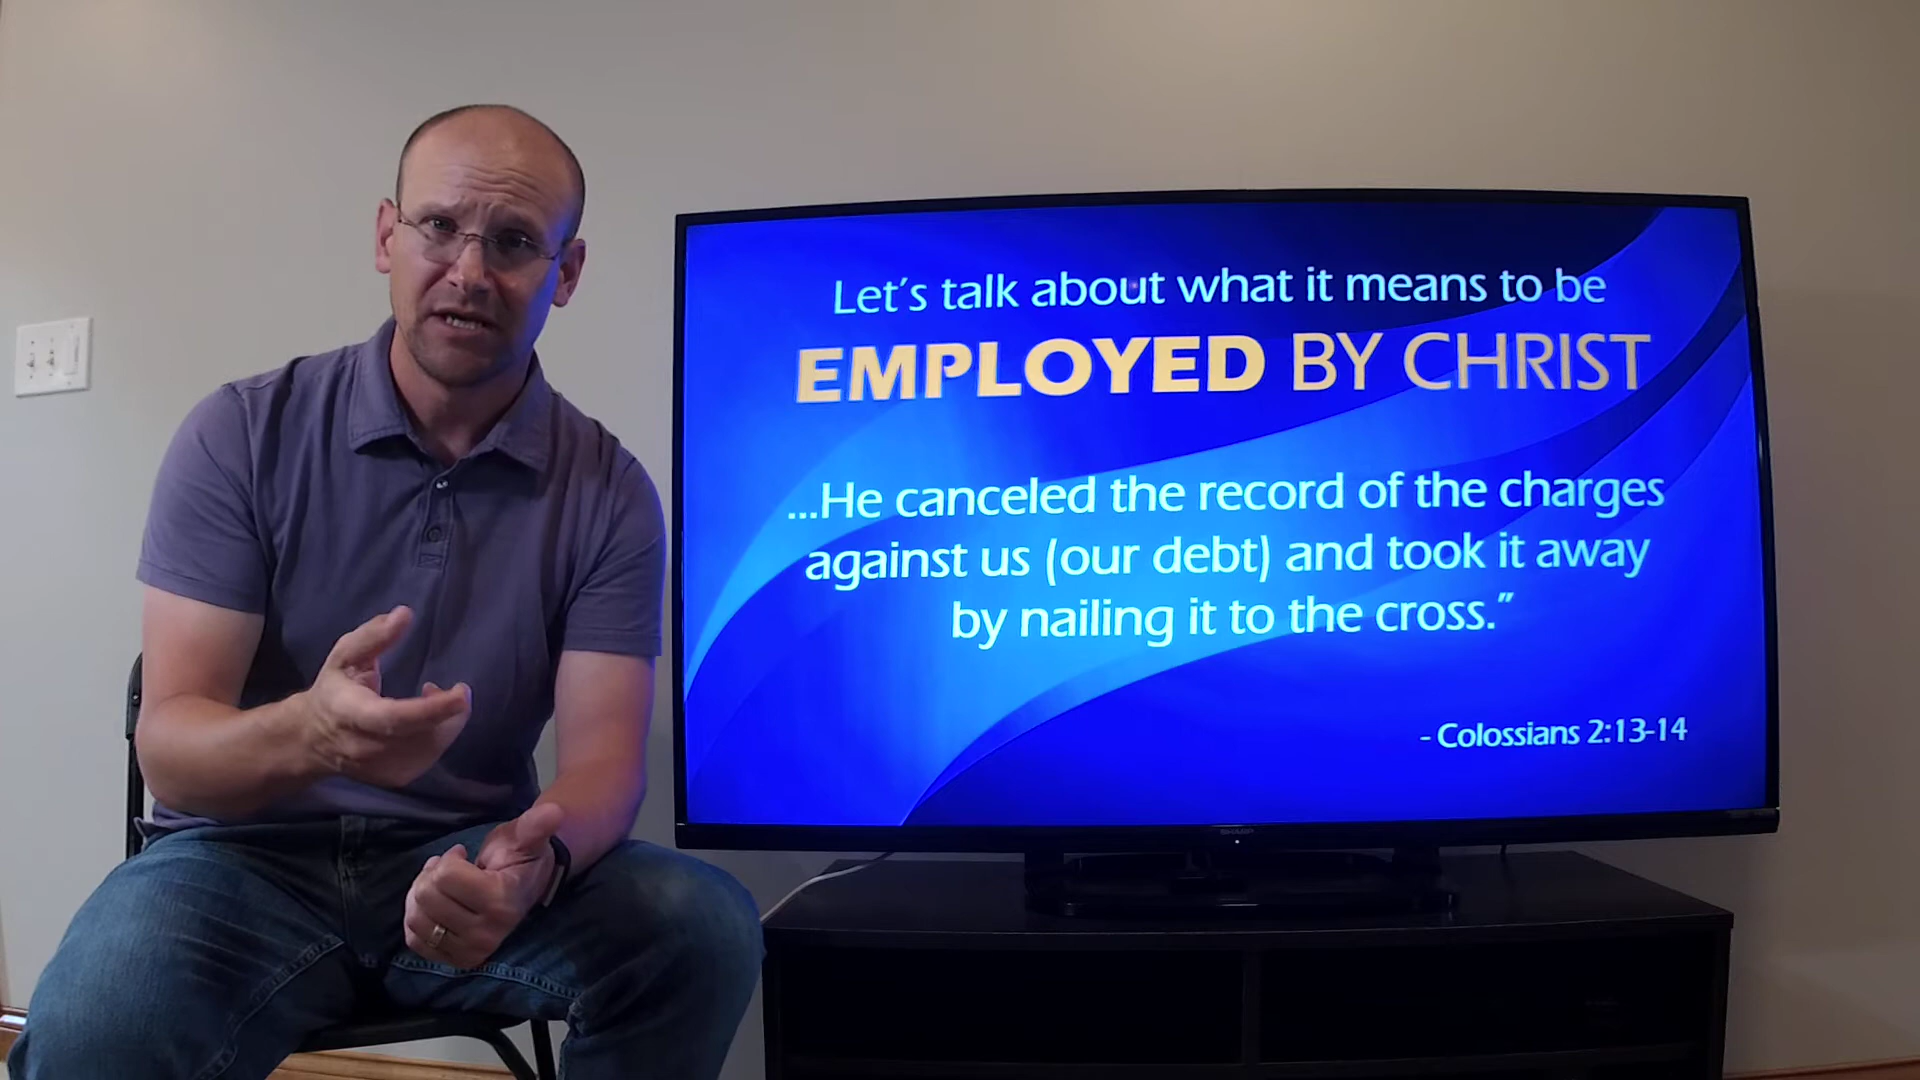 Let's talk about what it means to be
EMPLOYED BY CHRIST
...He canceled the record of the charges
against us (our debt) and took it away
by nailing it to the cross.”
- Colossians 2:13-14
SHARP